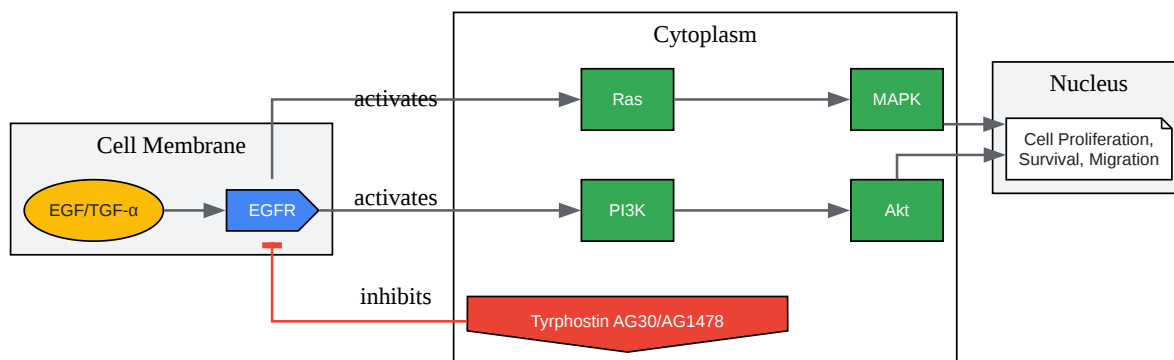 Cytoplasm
Nucleus
activates
Ras
MAPK
Cell Membrane
Cell Proliferation,
Survival, Migration
EGF/TGF-α
EGFR
activates
PI3K
Akt
inhibits
Tyrphostin AG30/AG1478